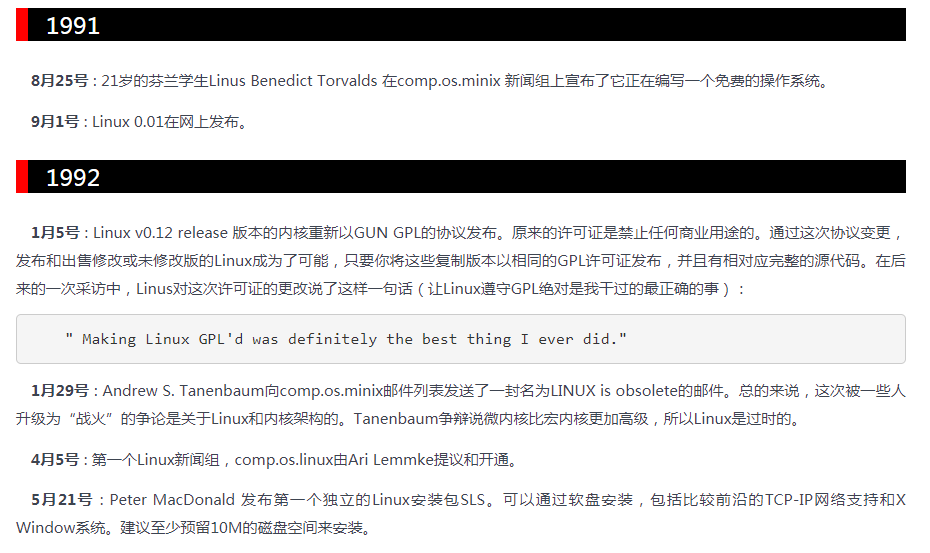 1991
8月25号 : 21岁的芬兰学生Linus Benedict Torvalds 在comp.os.minix 新闻组上宣布了它正在编写一个免费的操作系统。
9月1号 : Linux 0.01在网上发布。
1992
1月5号 : Linux v0.12 release 版本的内核重新以GUN GPL的协议发布。原来的许可证是禁止任何商业用途的。通过这次协议变更，
发布和出售修改或未修改版的Linux成为了可能，只要你将这些复制版本以相同的GPL许可证发布，并且有相对应完整的源代码。在后
来的一次采访中，Linus对这次许可证的更改说了这样一句话（让Linux遵守GPL绝对是我干过的最正确的事）：
" Making Linux GPL'd was definitely the best thing I ever did."
1月29号 : Andrew S. Tanenbaum向comp.os.minix邮件列表发送了一封名为LINUX is obsolete的邮件。总的来说，这次被一些人
升级为“战火”的争论是关于Linux和内核架构的。Tanenbaum争辩说微内核比宏内核更加高级，所以Linux是过时的。
4月5号 : 第一个Linux新闻组，comp.os.linux由Ari Lemmke提议和开通。
5月21号 : Peter MacDonald 发布第一个独立的Linux安装包SLS。可以通过软盘安装，包括比较前沿的TCP-IP网络支持和X
Window系统。建议至少预留10M的磁盘空间来安装。